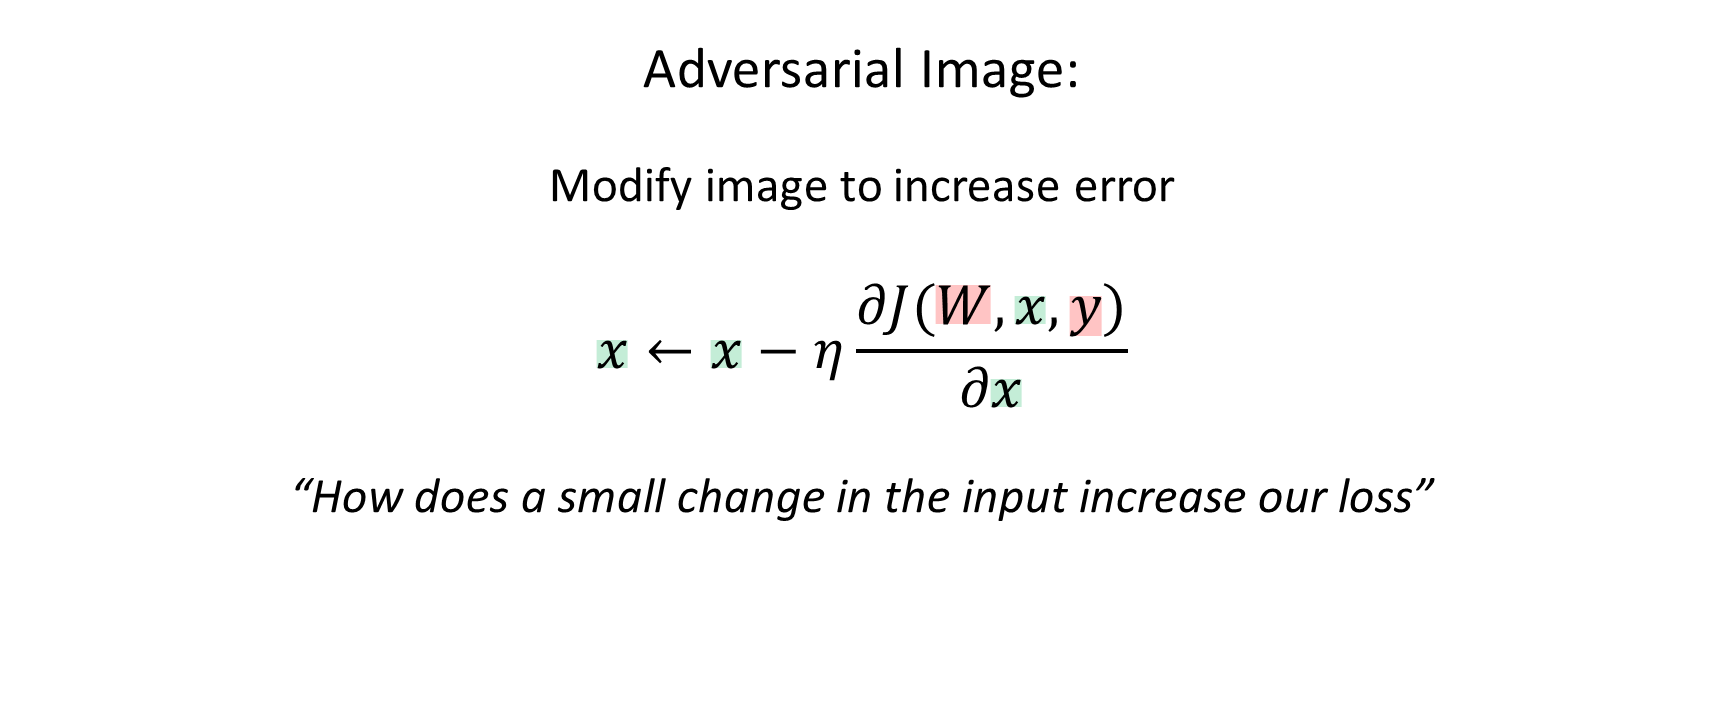 Adversarial Image:
Modify image to increase error
x ← x − η ∂J(W, x, y) / ∂x
“How does a small change in the input increase our loss”